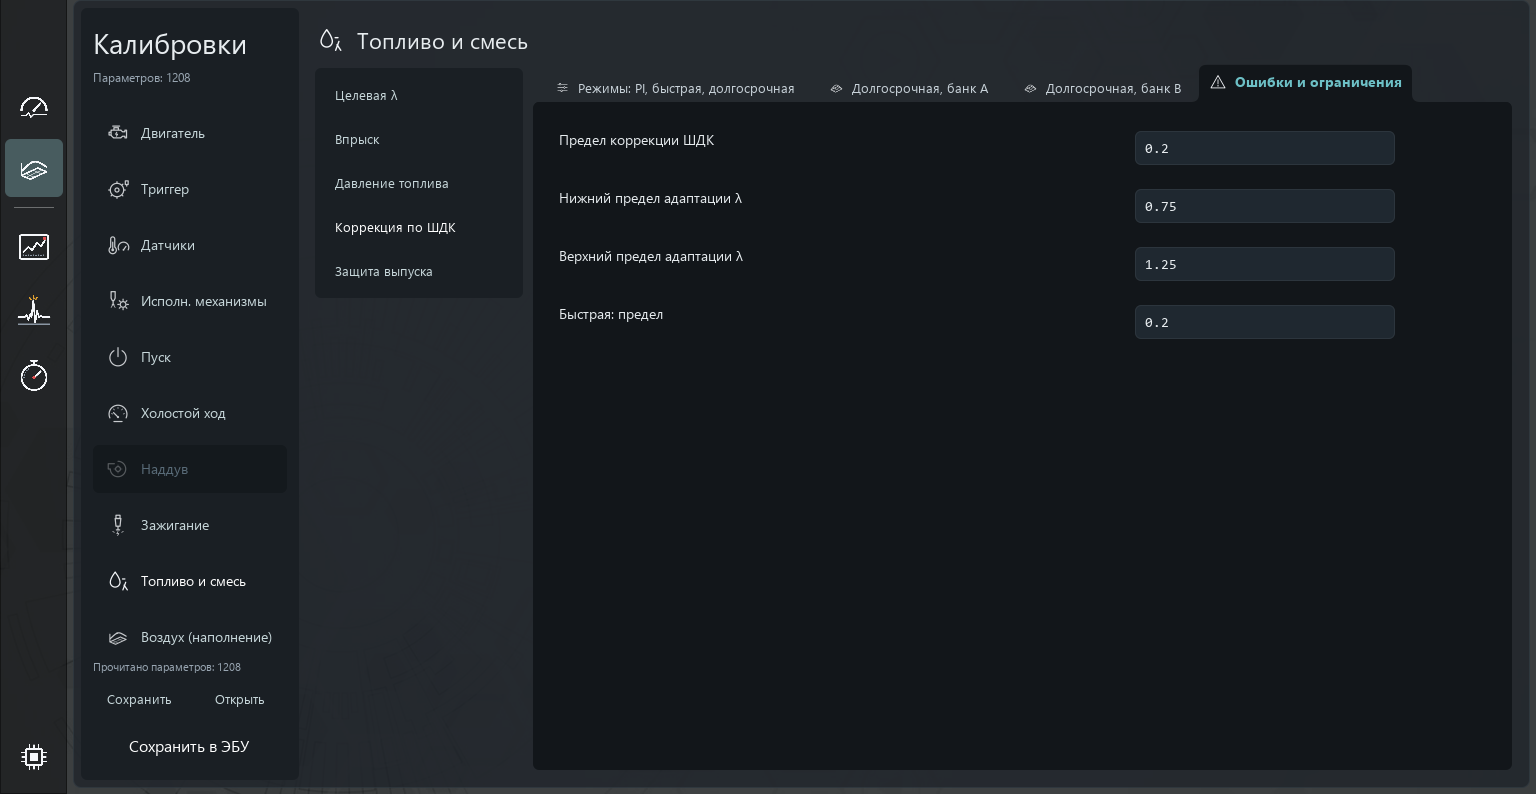 Калибровки
Параметров: 1208
Двигатель
Триггер
Датчики
Исполн. механизмы
Пуск
Холостой ход
Наддув
Зажигание
Топливо и смесь
Воздух (наполнение)
Прочитано параметров: 1208
Сохранить Открыть
Сохранить в ЭБУ
Топливо и смесь
Целевая λ
Впрыск
Давление топлива
Коррекция по ШДК
Защита выпуска
Режимы: PI, быстрая, долгосрочная Долгосрочная, банк A Долгосрочная, банк B Ошибки и ограничения
Предел коррекции ШДК 0.2
Нижний предел адаптации λ 0.75
Верхний предел адаптации λ 1.25
Быстрая: предел 0.2